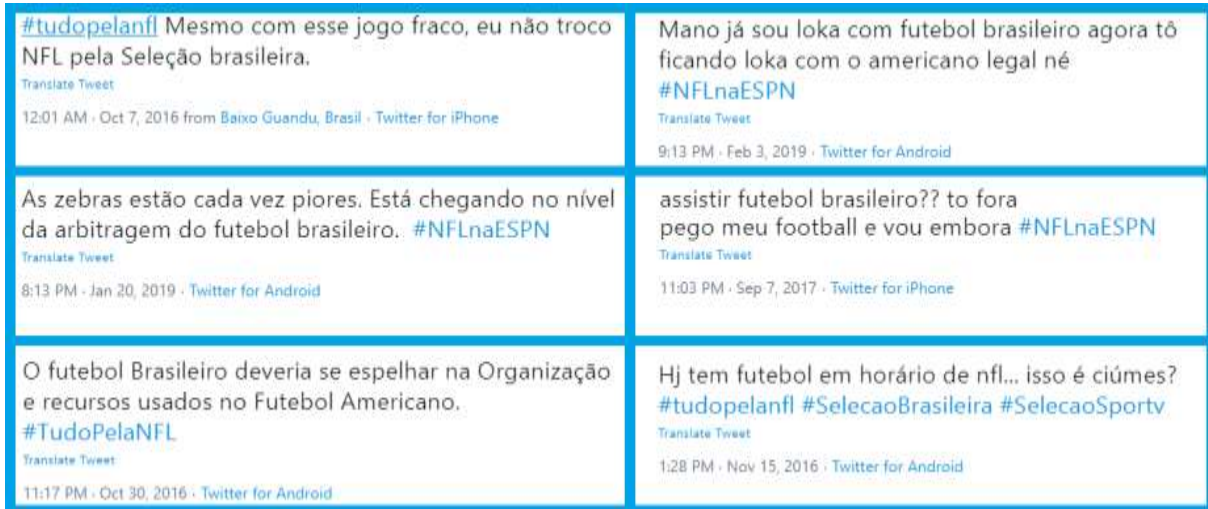 #tudopelanfl Mesmo com esse jogo fraco, eu não troco
NFL pela Seleção brasileira.
Translate Tweet
12:01 AM · Oct 7, 2016 from Baixo Guandu, Brasil · Twitter for iPhone
Mano já sou loka com futebol brasileiro agora tô
ficando loka com o americano legal né
#NFLnaESPN
Translate Tweet
9:13 PM · Feb 3, 2019 · Twitter for Android
As zebras estão cada vez piores. Está chegando no nível
da arbitragem do futebol brasileiro. #NFLnaESPN
Translate Tweet
8:13 PM · Jan 20, 2019 · Twitter for Android
assistir futebol brasileiro?? to fora
pego meu football e vou embora #NFLnaESPN
Translate Tweet
11:03 PM · Sep 7, 2017 · Twitter for iPhone
O futebol Brasileiro deveria se espelhar na Organização
e recursos usados no Futebol Americano.
#TudoPelaNFL
Translate Tweet
11:17 PM · Oct 30, 2016 · Twitter for Android
Hj tem futebol em horário de nfl... isso é ciúmes?
#tudopelanfl #SelecaoBrasileira #SelecaoSportv
Translate Tweet
1:28 PM · Nov 15, 2016 · Twitter for Android